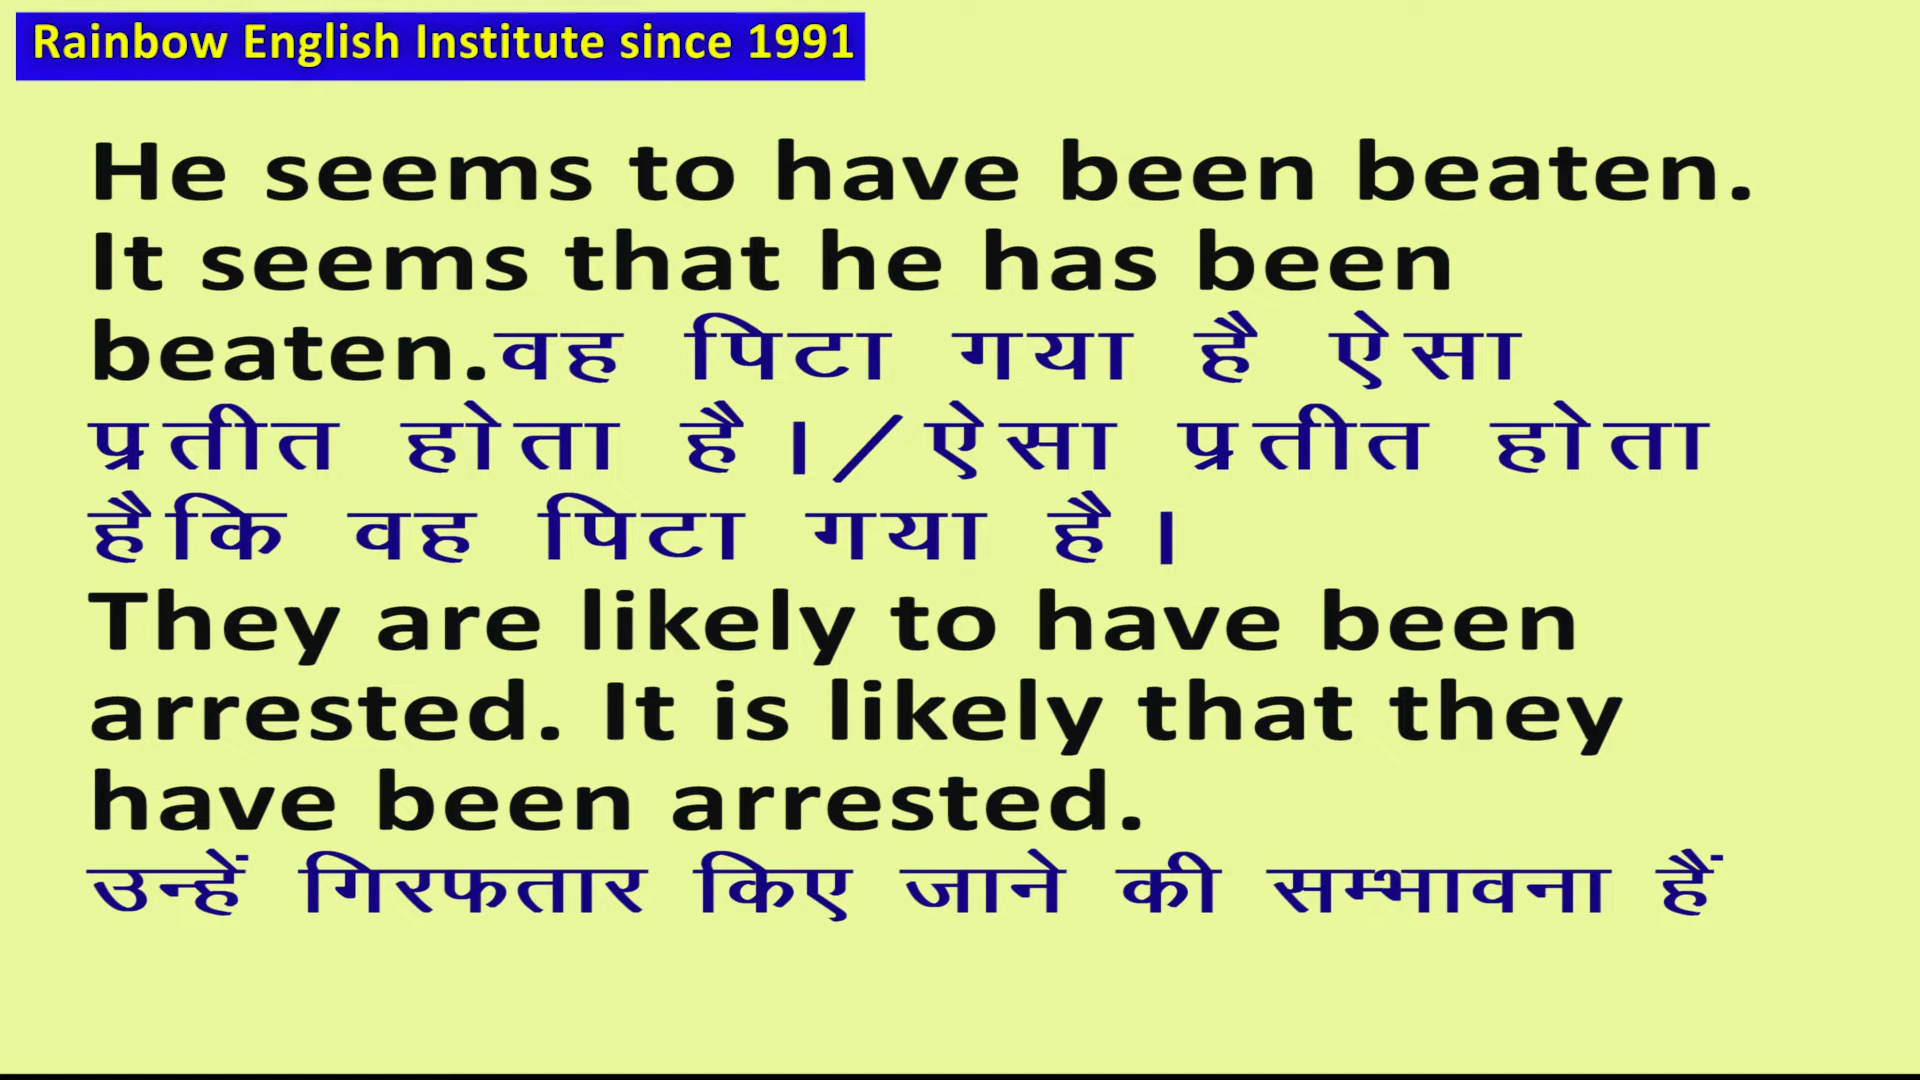 Rainbow English Institute since 1991
He seems to have been beaten.
It seems that he has been
beaten.वह पिटा गया है ऐसा
प्रतीत होता है।/ऐसा प्रतीत होता
हैकि वह पिटा गया है।
They are likely to have been
arrested. It is likely that they
have been arrested.
उन्हें गिरफतार किए जाने की सम्भावना हैं